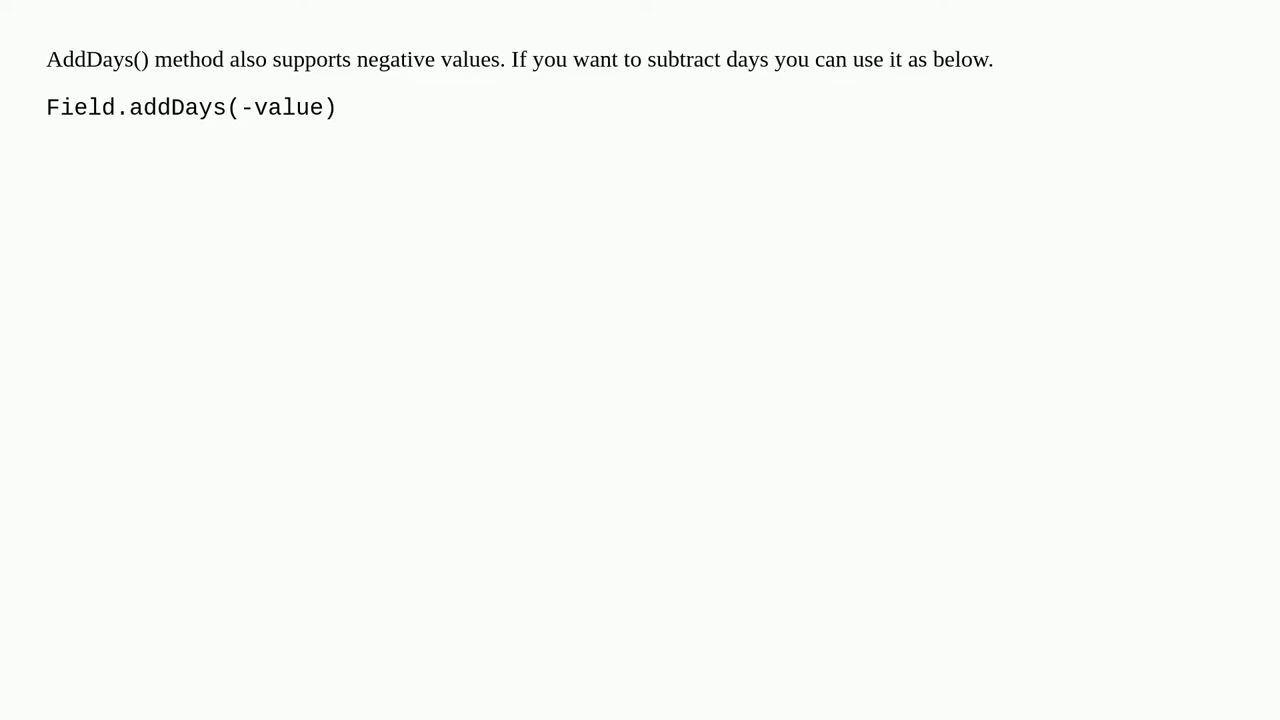 AddDays() method also supports negative values. If you want to subtract days you can use it as below.
Field.addDays(-value)